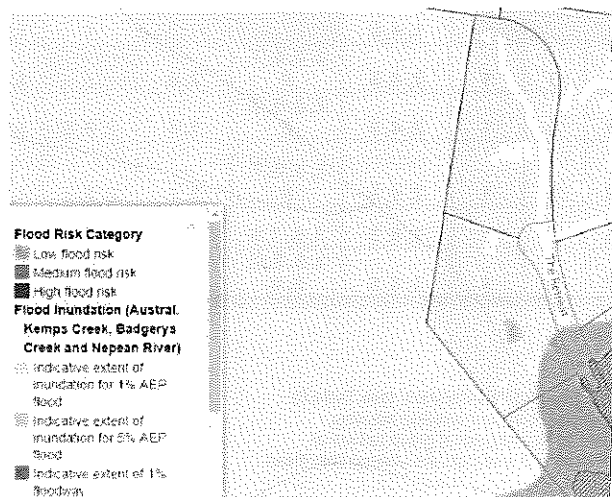 Flood Risk Category
Low flood risk
Medium flood risk
High flood risk
Flood Inundation (Austral,
Kemps Creek, Badgerys
Creek and Nepean River)
Indicative extent of
inundation for 1% AEP
flood
Indicative extent of
inundation for 5% AEP
flood
Indicative extent of 1%
floodway
The